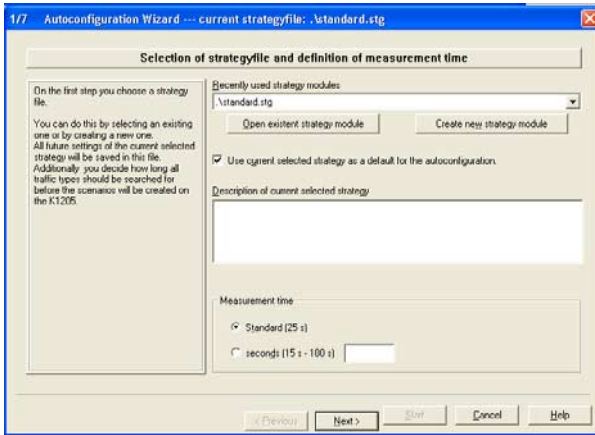 1/7 Autoconfiguration Wizard --- current strategyfile: .\standard.stg
Selection of strategyfile and definition of measurement time
On the first step you choose a strategy
file.
You can do this by selecting an existing
one or by creating a new one.
All future settings of the current selected
strategy will be saved in this file.
Additionally you decide how long all
traffic types should be searched for
before the scenarios will be created on
the K1205.
Recently used strategy modules
.\standard.stg
Open existent strategy module
Create new strategy module
Use current selected strategy as a default for the autoconfiguration.
Description of current selected strategy
Measurement time
Standard (25 s)
seconds (15 s - 100 s)
< Previous
Next >
Start
Cancel
Help